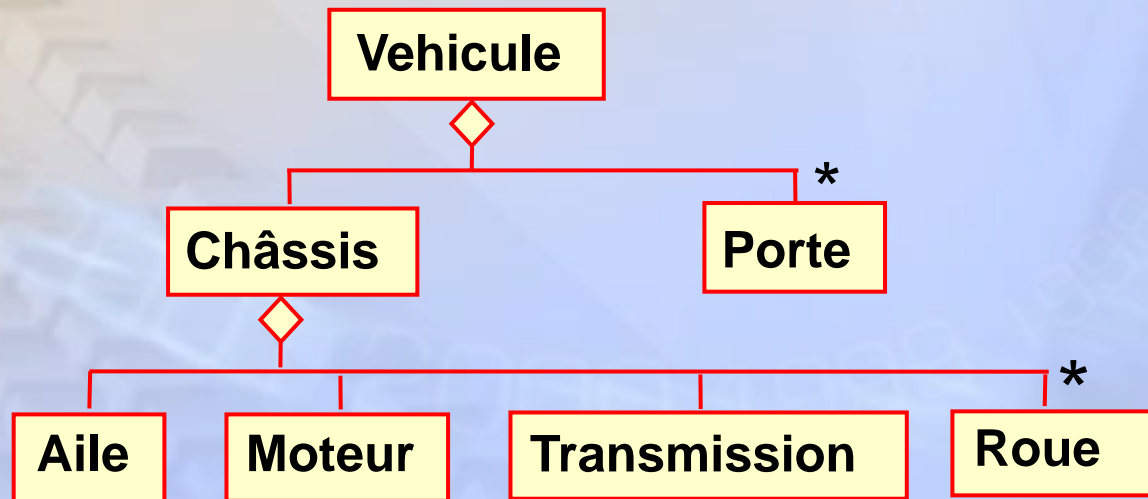 Vehicule
*
Châssis
Porte
*
Aile
Moteur
Transmission
Roue